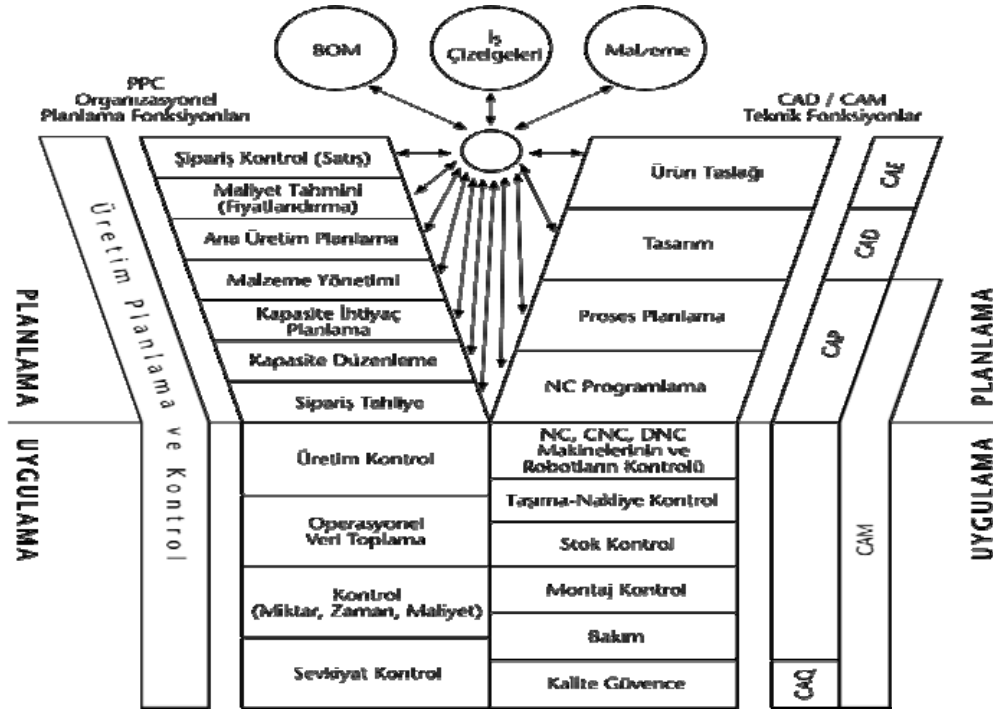 BOM
İş
Çizelgeleri
Malzeme
PPC
Organizasyonel
Planlama Fonksiyonları
CAD / CAM
Teknik Fonksiyonlar
Sipariş Kontrol (Satış)
Maliyet Tahmini
(Fiyatlandırma)
Ana Üretim Planlama
Malzeme Yönetimi
Kapasite İhtiyaç
Planlama
Kapasite Düzenleme
Sipariş Tahliye
Ürün Taslağı
Tasarım
Proses Planlama
NC Programlama
CAE
CAD
CAP
PLANLAMA
UYGULAMA
Üretim Planlama ve Kontrol
PLANLAMA
UYGULAMA
Üretim Kontrol
Operasyonel
Veri Toplama
Kontrol
(Miktar, Zaman, Maliyet)
Sevkiyat Kontrol
NC, CNC, DNC
Makinelerinin ve
Robotların Kontrolü
Taşıma-Nakliye Kontrol
Stok Kontrol
Montaj Kontrol
Bakım
Kalite Güvence
CAM
CAQ